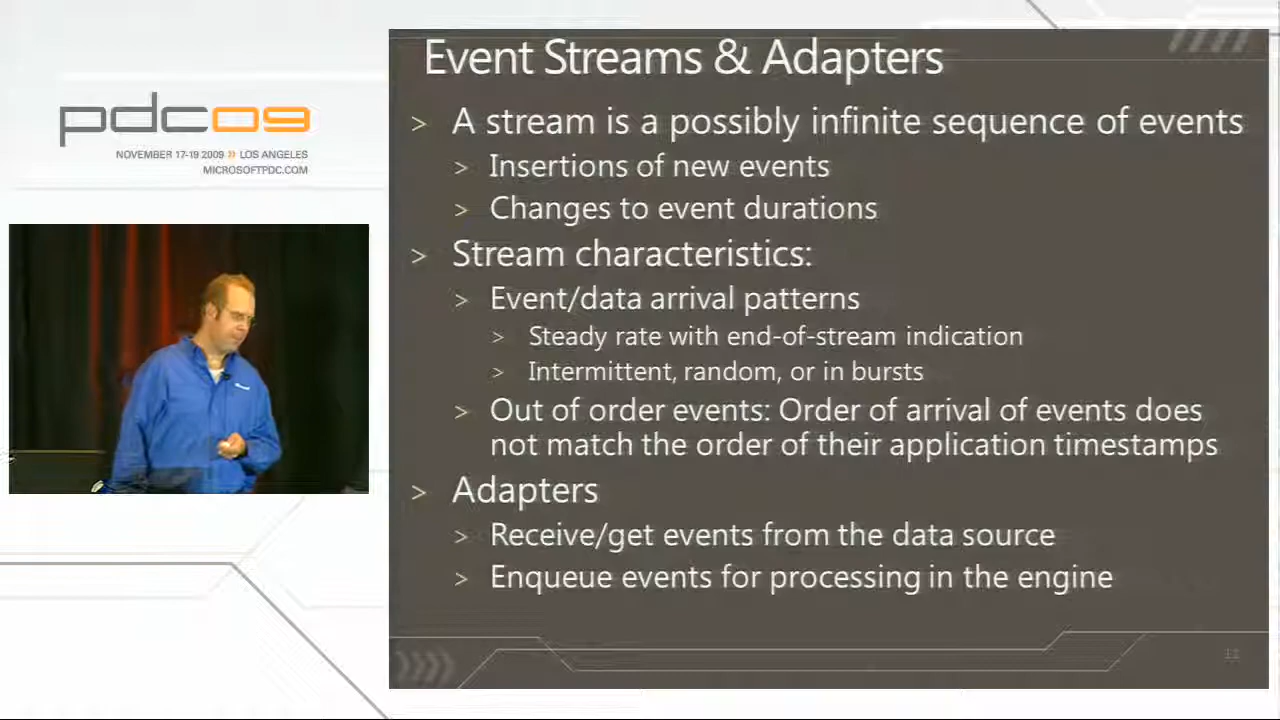 pdc09
NOVEMBER 17-19 2009 » LOS ANGELES
MICROSOFTPDC.COM
Event Streams & Adapters
> A stream is a possibly infinite sequence of events
> Insertions of new events
> Changes to event durations
> Stream characteristics:
> Event/data arrival patterns
> Steady rate with end-of-stream indication
> Intermittent, random, or in bursts
> Out of order events: Order of arrival of events does
not match the order of their application timestamps
> Adapters
> Receive/get events from the data source
> Enqueue events for processing in the engine